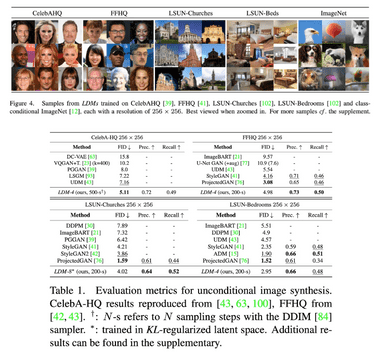 CelebAHQ FFHQ LSUN-Churches LSUN-Beds ImageNet
Figure 4. Samples from LDMs trained on CelebAHQ [39], FFHQ [41], LSUN-Churches [102], LSUN-Bedrooms [102] and class-
conditional ImageNet [12], each with a resolution of 256 × 256. Best viewed when zoomed in. For more samples cf. the supplement.
CelebA-HQ 256 × 256
Method FID ↓ Prec. ↑ Recall ↑
DC-VAE [63] 15.8 - -
VQGAN+T. [23] (k=400) 10.2 - -
PGGAN [39] 8.0 - -
LSGM [93] 7.22 - -
UDM [43] 7.16 - -
LDM-4 (ours, 500-s†) 5.11 0.72 0.49
FFHQ 256 × 256
Method FID ↓ Prec. ↑ Recall ↑
ImageBART [21] 9.57 - -
U-Net GAN (+aug) [77] 10.9 (7.6) - -
UDM [43] 5.54 - -
StyleGAN [41] 4.16 0.71 0.46
ProjectedGAN [76] 3.08 0.65 0.46
LDM-4 (ours, 200-s) 4.98 0.73 0.50
LSUN-Churches 256 × 256
Method FID ↓ Prec. ↑ Recall ↑
DDPM [30] 7.89 - -
ImageBART [21] 7.32 - -
PGGAN [39] 6.42 - -
StyleGAN [41] 4.21 - -
StyleGAN2 [42] 3.86 - -
ProjectedGAN [76] 1.59 0.61 0.44
LDM-8* (ours, 200-s) 4.02 0.64 0.52
LSUN-Bedrooms 256 × 256
Method FID ↓ Prec. ↑ Recall ↑
ImageBART [21] 5.51 - -
DDPM [30] 4.9 - -
UDM [43] 4.57 - -
StyleGAN [41] 2.35 0.59 0.48
ADM [15] 1.90 0.66 0.51
ProjectedGAN [76] 1.52 0.61 0.34
LDM-4 (ours, 200-s) 2.95 0.66 0.48
Table 1. Evaluation metrics for unconditional image synthesis.
CelebA-HQ results reproduced from [43, 63, 100], FFHQ from
[42, 43]. †: N-s refers to N sampling steps with the DDIM [84]
sampler. *: trained in KL-regularized latent space. Additional re-
sults can be found in the supplementary.